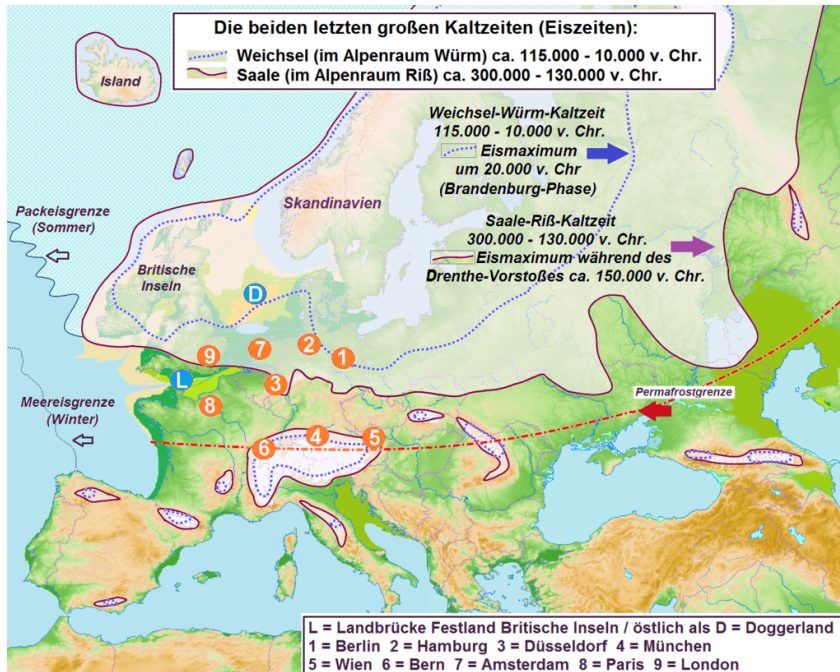 Die beiden letzten großen Kaltzeiten (Eiszeiten):
Weichsel (im Alpenraum Würm) ca. 115.000 - 10.000 v. Chr.
Saale (im Alpenraum Riß) ca. 300.000 - 130.000 v. Chr.
Island
Weichsel-Würm-Kaltzeit
115.000 - 10.000 v. Chr.
Eismaximum
um 20.000 v. Chr
(Brandenburg-Phase)
Skandinavien
Packeisgrenze
(Sommer)
Saale-Riß-Kaltzeit
300.000 - 130.000 v. Chr.
Eismaximum während des
Drenthe-Vorstoßes ca. 150.000 v. Chr.
Britische
Inseln
D
9
7
2
1
L
3
8
Meereisgrenze
(Winter)
Permafrostgrenze
6
4
5
L = Landbrücke Festland Britische Inseln / östlich als D = Doggerland
1 = Berlin 2 = Hamburg 3 = Düsseldorf 4 = München
5 = Wien 6 = Bern 7 = Amsterdam 8 = Paris 9 = London